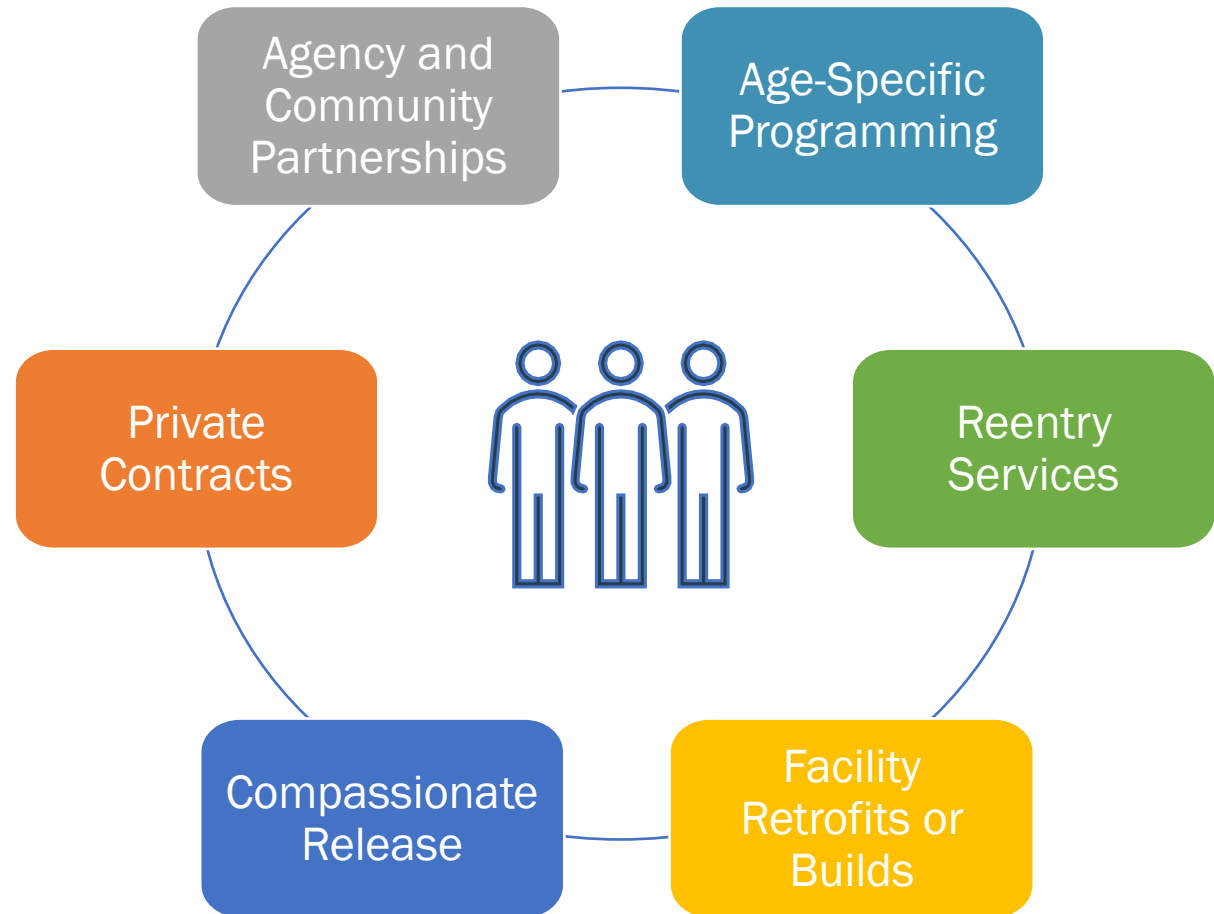 Agency and
Community
Partnerships
Age-Specific
Programming
Private
Contracts
Reentry
Services
Compassionate
Release
Facility
Retrofits or
Builds